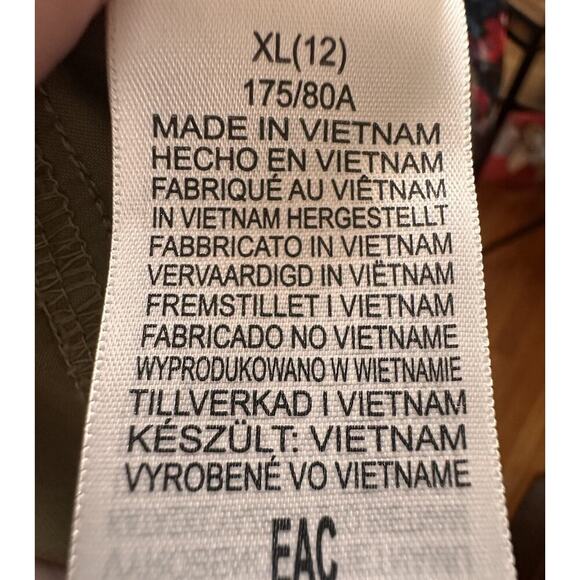 XL(12)
175/80A
MADE IN VIETNAM
HECHO EN VIETNAM
FABRIQUÉ AU VIÊTNAM
IN VIETNAM HERGESTELLT
FABBRICATO IN VIETNAM
VERVAARDIGD IN VIËTNAM
FREMSTILLET I VIETNAM
FABRICADO NO VIETNAME
WYPRODUKOWANO W WIETNAMIE
TILLVERKAD I VIETNAM
KÉSZÜLT: VIETNAM
VYROBENÉ VO VIETNAME
EAC